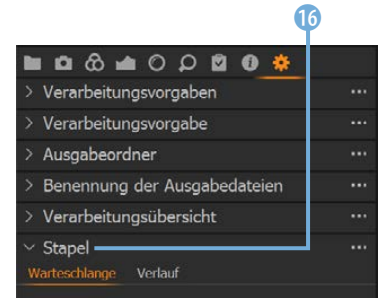 16
Verarbeitungsvorgaben
Verarbeitungsvorgabe
Ausgabeordner
Benennung der Ausgabedateien
Verarbeitungsübersicht
Stapel
Warteschlange Verlauf